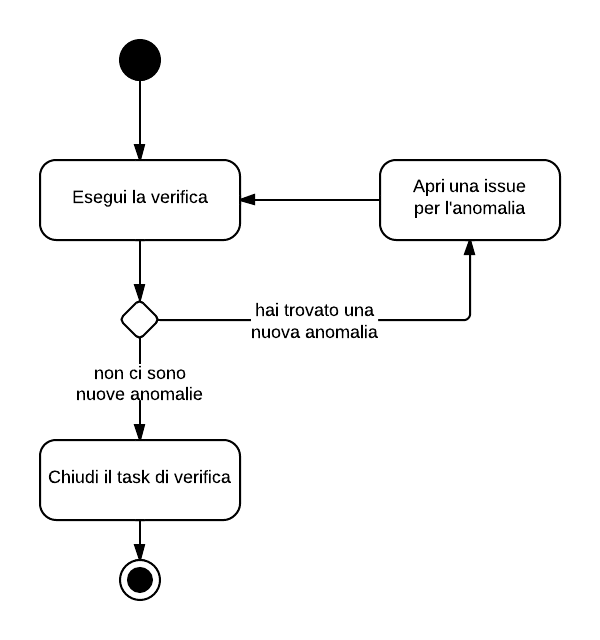 Esegui la verifica
Apri una issue
per l'anomalia
hai trovato una
nuova anomalia
non ci sono
nuove anomalie
Chiudi il task di verifica